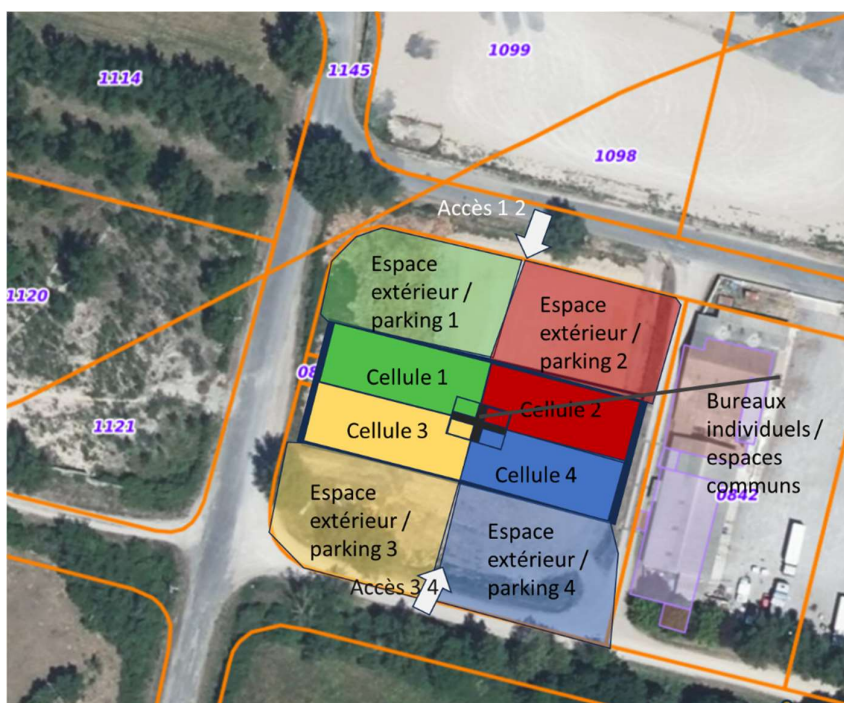 1099
1145
1114
1098
Accès 1 2
Espace
extérieur /
parking 1
Espace
extérieur /
parking 2
1120
08
Cellule 1
Cellule 2
Bureaux
individuels /
espaces
communs
0842
1121
Cellule 3
Cellule 4
Espace
extérieur /
parking 3
Espace
extérieur /
parking 4
Accès 3 4